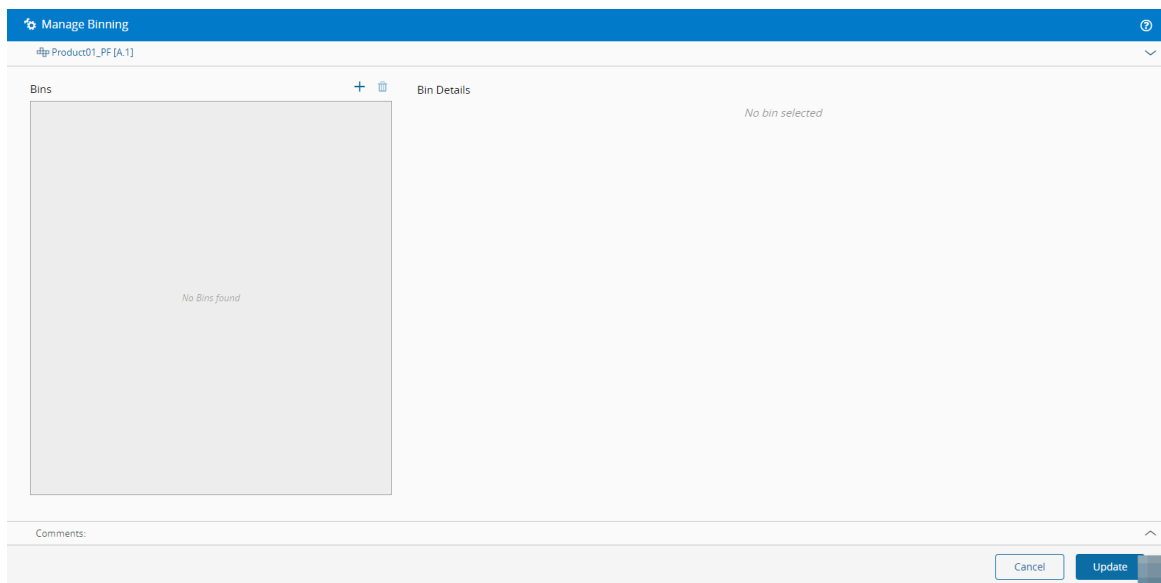 Manage Binning
Product01_PF [A.1]
Bins
Bin Details
No bin selected
No Bins found
Comments:
Cancel
Update